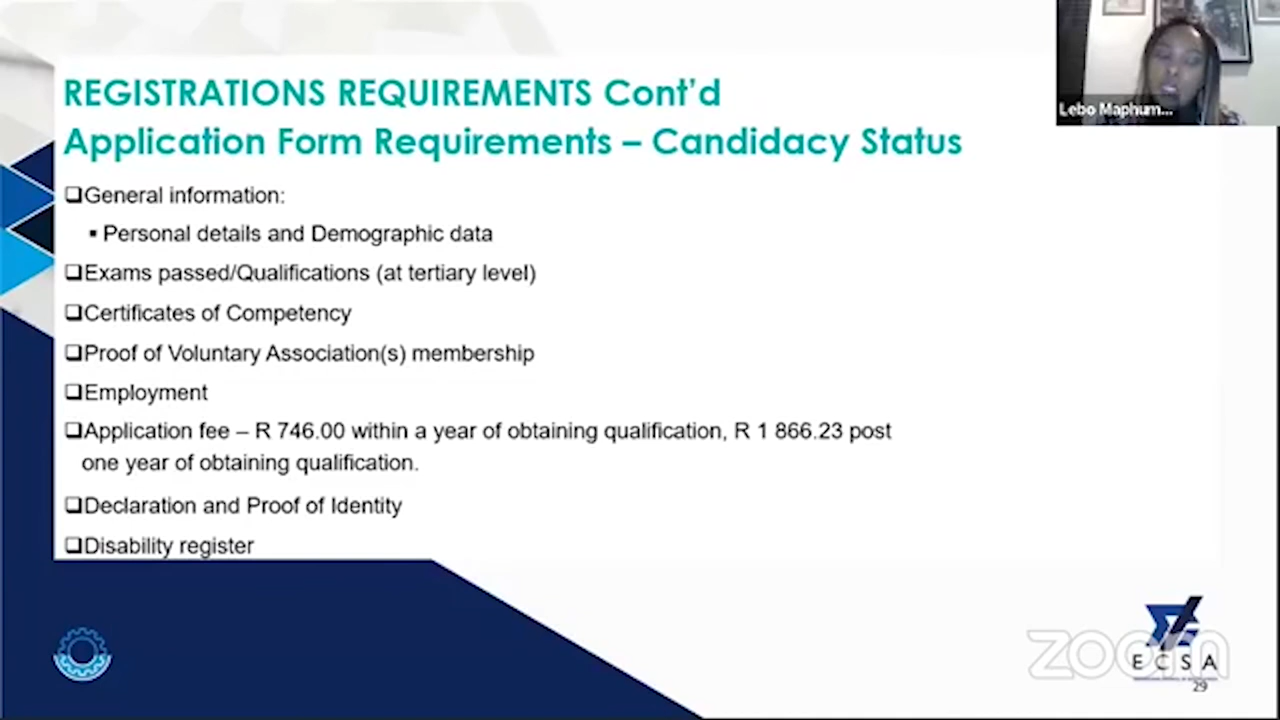 REGISTRATIONS REQUIREMENTS Cont'd
Application Form Requirements – Candidacy Status
❑General information:
▪ Personal details and Demographic data
❑Exams passed/Qualifications (at tertiary level)
❑Certificates of Competency
❑Proof of Voluntary Association(s) membership
❑Employment
❑Application fee – R 746.00 within a year of obtaining qualification, R 1 866.23 post
one year of obtaining qualification.
❑Declaration and Proof of Identity
❑Disability register
Lebo Maphum...
zoom
ECSA
29